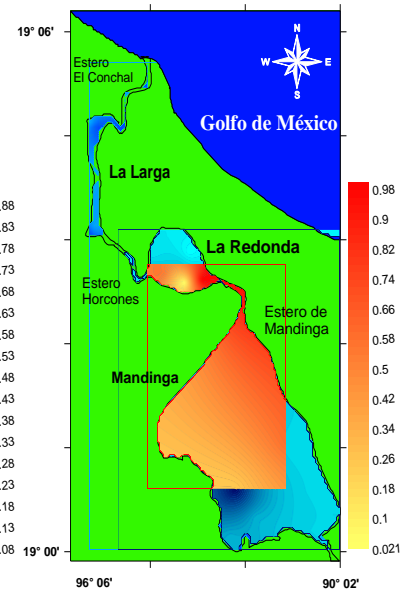 19° 06'
N
W E
S
Estero
El Conchal
Golfo de México
La Larga
La Redonda
Estero
Horcones
Estero de
Mandinga
Mandinga
.88
.83
.78
.73
.68
.63
.58
.53
.48
.43
.38
.33
.28
.23
.18
.13
.08
0.98
0.9
0.82
0.74
0.66
0.58
0.5
0.42
0.34
0.26
0.18
0.1
0.021
19° 00'
96° 06'
90° 02'